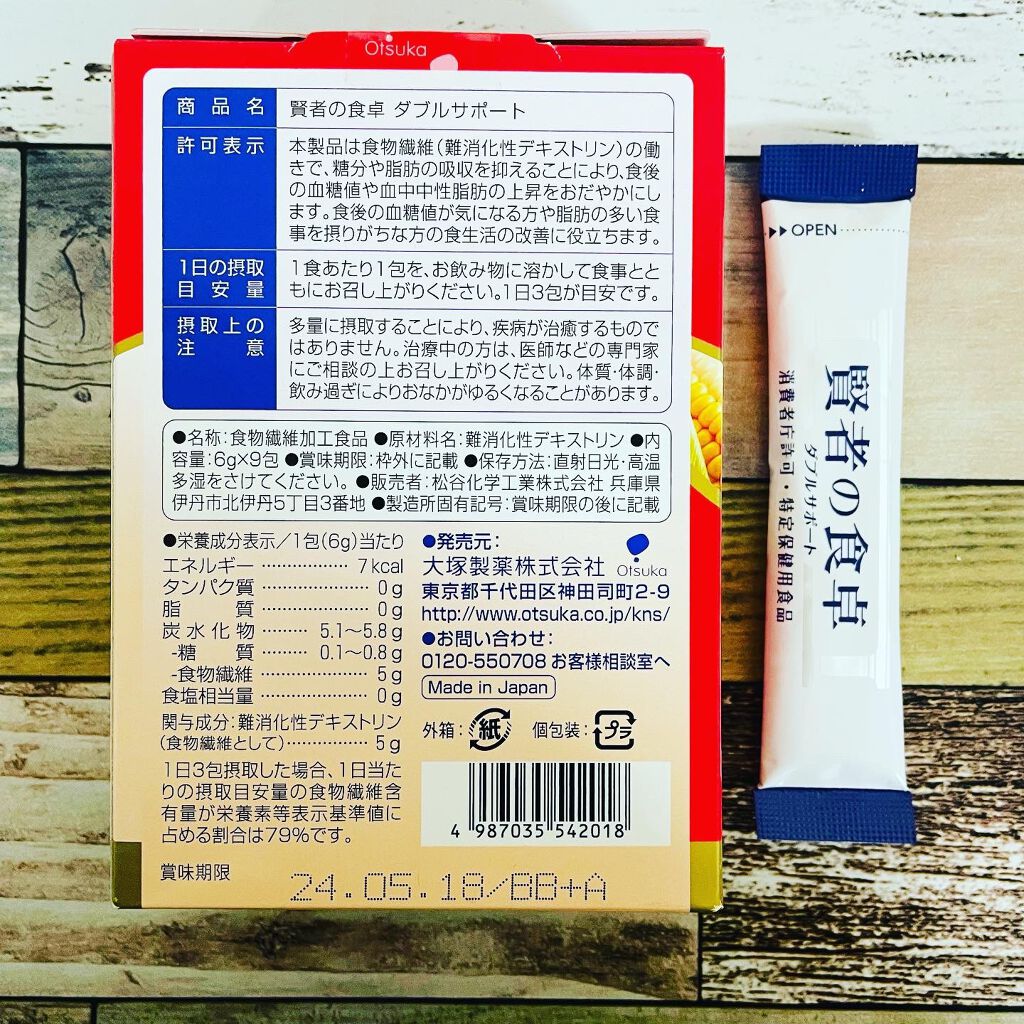 Otsuka
商品名 賢者の食卓 ダブルサポート
許可表示 本製品は食物繊維(難消化性デキストリン)の働
きで、糖分や脂肪の吸収を抑えることにより、食後
の血糖値や血中中性脂肪の上昇をおだやかにし
ます。食後の血糖値が気になる方や脂肪の多い食
事を摂りがちな方の食生活の改善に役立ちます。
1日の摂取
目安量
1食あたり1包を、お飲み物に溶かして食事とと
もにお召し上がりください。1日3包が目安です。
摂取上の
注意
多量に摂取することにより、疾病が治癒するもので
はありません。治療中の方は、医師などの専門家
にご相談の上お召し上がりください。体質・体調・
飲み過ぎによりおなかがゆるくなることがあります。
●名称:食物繊維加工食品 ●原材料名:難消化性デキストリン ●内
容量:6g×9包 ●賞味期限:枠外に記載 ●保存方法:直射日光・高温
多湿をさけてください。 ●販売者:松谷化学工業株式会社 兵庫県
伊丹市北伊丹5丁目3番地 ●製造所固有記号:賞味期限の後に記載
●栄養成分表示/1包(6g)当たり
エネルギー ………… 7kcal
タンパク質 ………… 0g
脂質 ………… 0g
炭水化物 ……… 5.1〜5.8g
-糖質 ……… 0.1〜0.8g
-食物繊維 ………… 5g
食塩相当量 ………… 0g
関与成分:難消化性デキストリン
(食物繊維として)………… 5g
1日3包摂取した場合、1日当た
りの摂取目安量の食物繊維含
有量が栄養素等表示基準値に
占める割合は79%です。
●発売元:
大塚製薬株式会社 Otsuka
東京都千代田区神田司町2-9
http://www.otsuka.co.jp/kns/
●お問い合わせ:
0120-550708 お客様相談室へ
Made in Japan
外箱: 紙 個包装: プラ
4 987035 542018
賞味期限 24.05.18/BB+A
OPEN
賢者の食卓
ダブルサポート
消費者庁許可・特定保健用食品